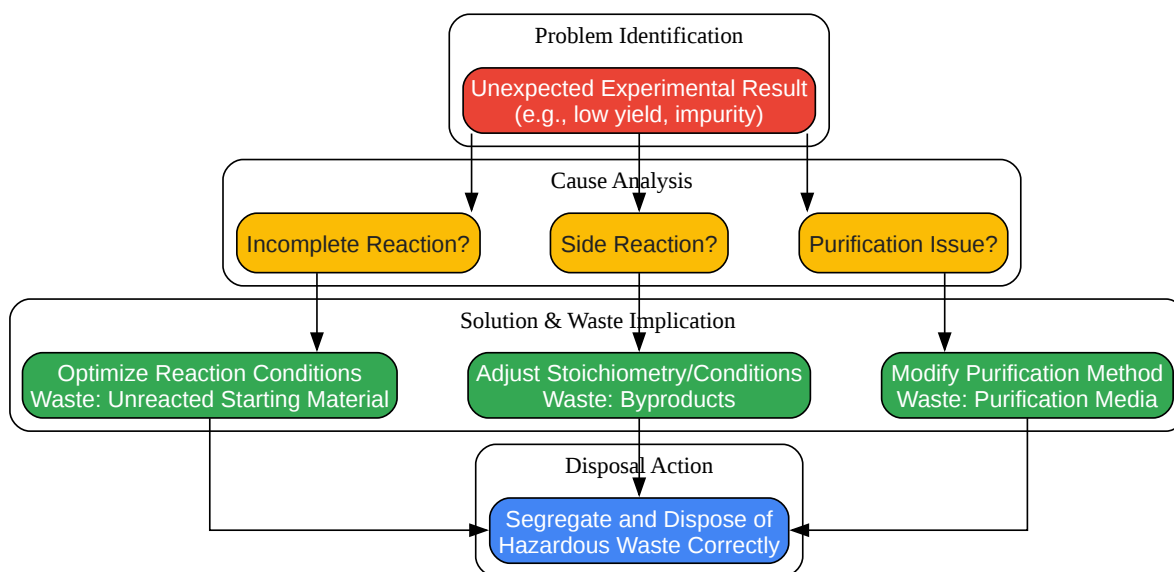 Problem Identification
Unexpected Experimental Result
(e.g., low yield, impurity)
Cause Analysis
Incomplete Reaction?
Side Reaction?
Purification Issue?
Solution & Waste Implication
Optimize Reaction Conditions
Waste: Unreacted Starting Material
Adjust Stoichiometry/Conditions
Waste: Byproducts
Modify Purification Method
Waste: Purification Media
Disposal Action
Segregate and Dispose of
Hazardous Waste Correctly